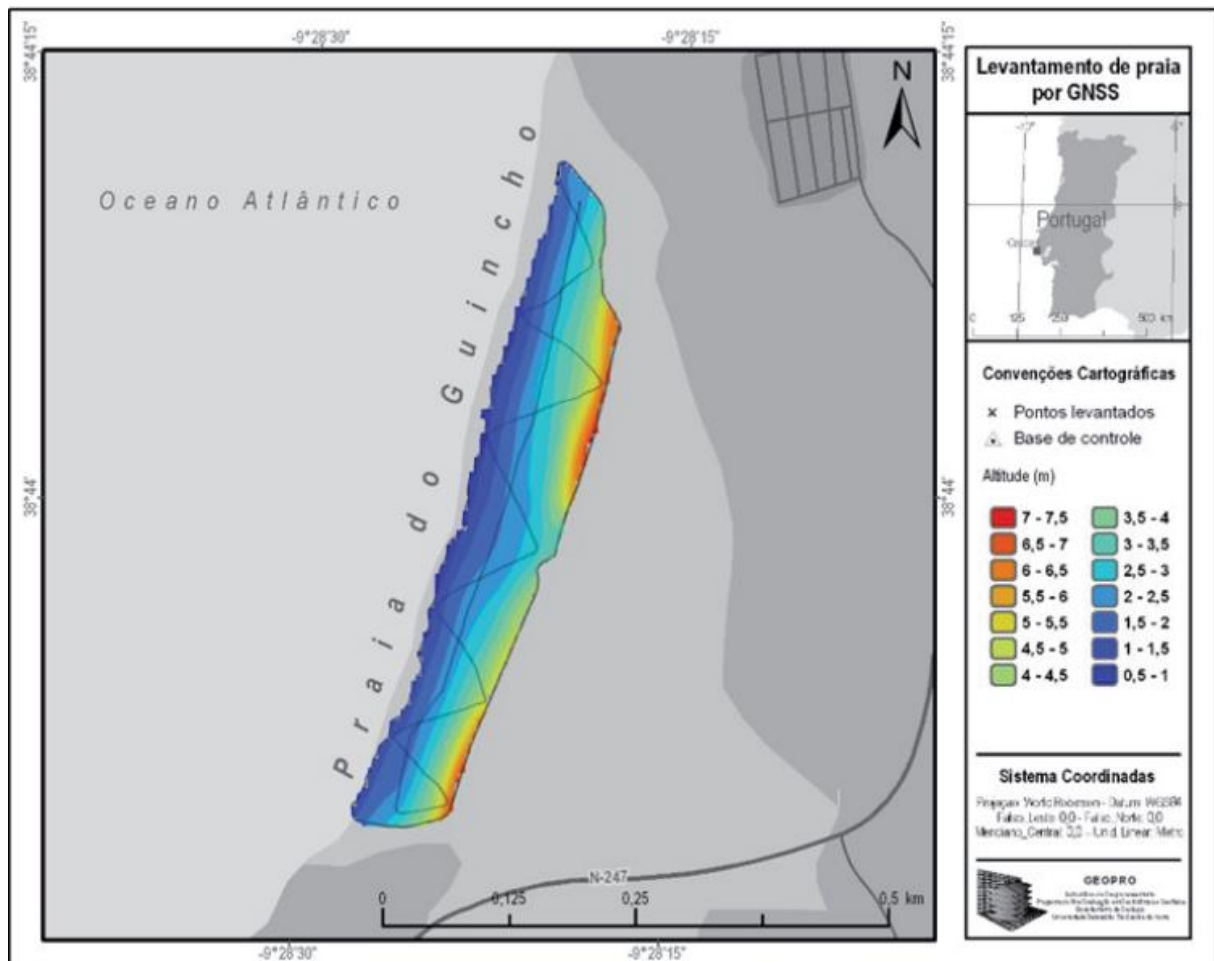 -9°28'30"
-9°28'15"
38°44'15"
38°44'15"
N
Oceano Atlântico
Praia do Guincho
38°44'
38°44'
N-247
0
0,125
0,25
0,5 km
-9°28'30"
-9°28'15"
Levantamento de praia
por GNSS
Portugal
0
125
250
500 km
Convenções Cartográficas
Pontos levantados
Base de controle
Altitude (m)
7 - 7,5
6,5 - 7
6 - 6,5
5,5 - 6
5 - 5,5
4,5 - 5
4 - 4,5
3,5 - 4
3 - 3,5
2,5 - 3
2 - 2,5
1,5 - 2
1 - 1,5
0,5 - 1
Sistema Coordinadas
GEOPRO